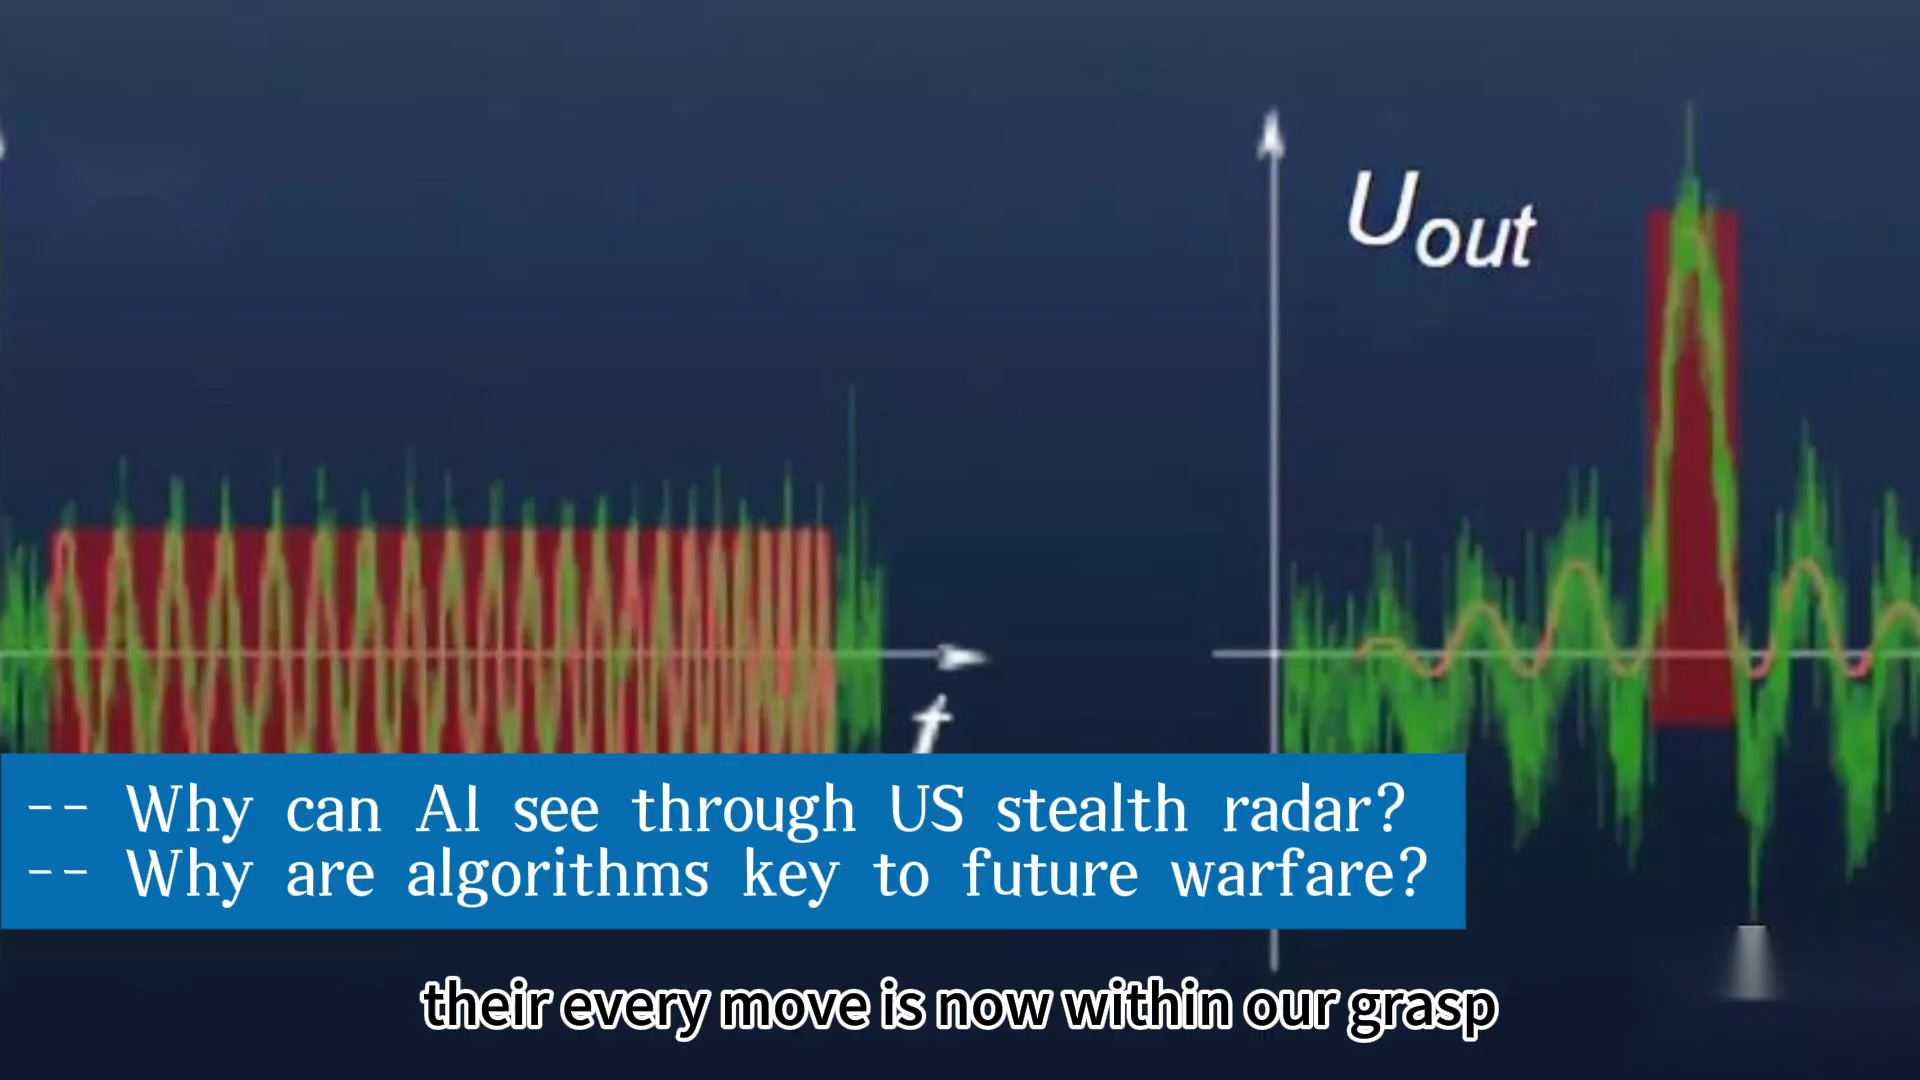 U out
t
-- Why can AI see through US stealth radar?
-- Why are algorithms key to future warfare?
their every move is now within our grasp